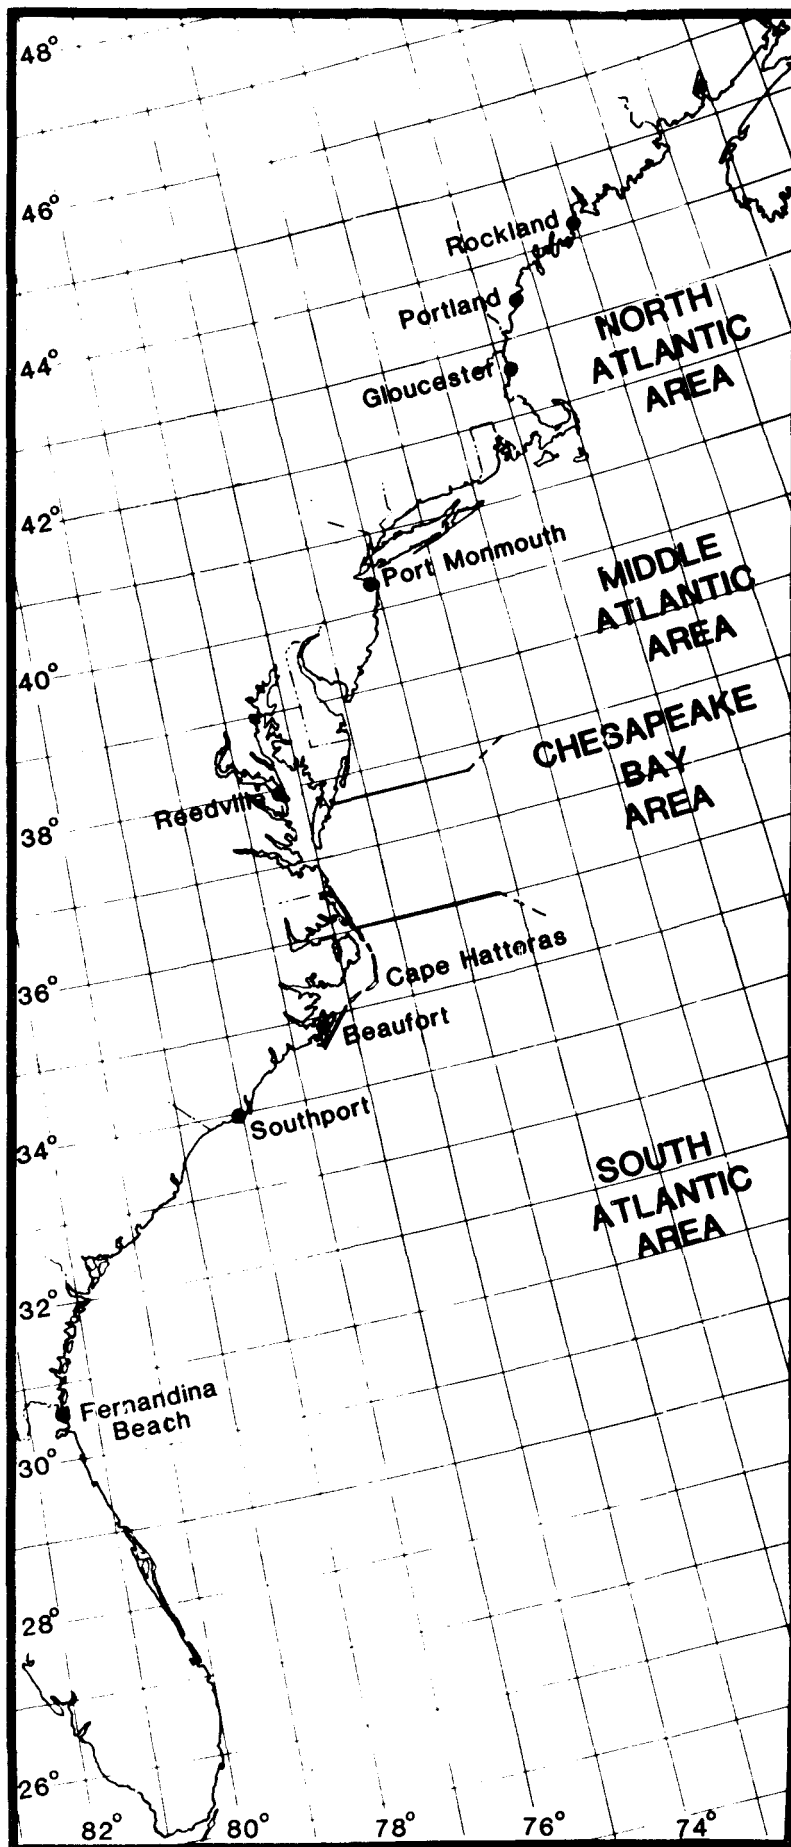 48°
46°
Rockland
Portland
NORTH
ATLANTIC
AREA
44°
Gloucester
42°
Port Monmouth
MIDDLE
ATLANTIC
AREA
40°
CHESAPEAKE
BAY
AREA
Reedville
38°
Cape Hatteras
36°
Beaufort
Southport
34°
SOUTH
ATLANTIC
AREA
32°
Fernandina
Beach
30°
28°
26°
82° 80° 78° 76° 74°